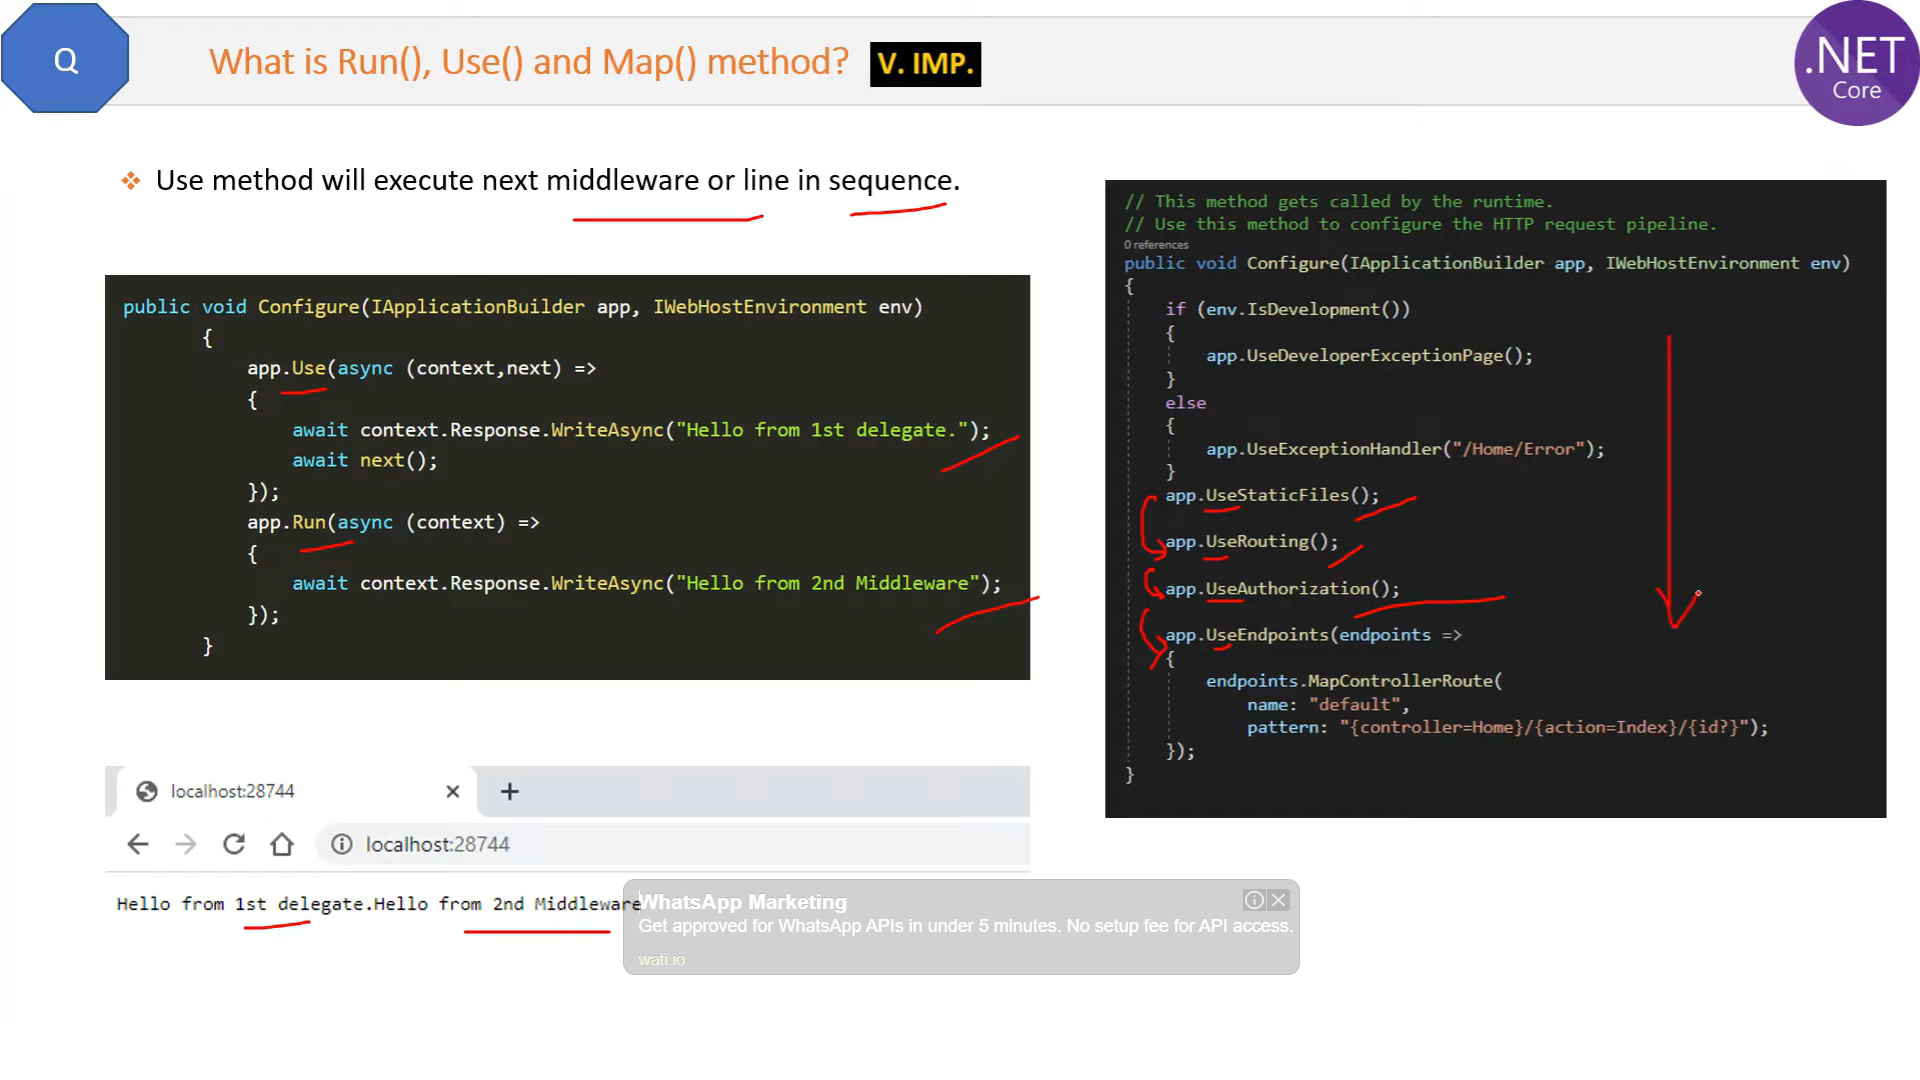 Q
What is Run(), Use() and Map() method?
V. IMP.
.NET
Core
Use method will execute next middleware or line in sequence.
public void Configure(IApplicationBuilder app, IWebHostEnvironment env)
{
app.Use(async (context,next) =>
{
await context.Response.WriteAsync("Hello from 1st delegate.");
await next();
});
app.Run(async (context) =>
{
await context.Response.WriteAsync("Hello from 2nd Middleware");
});
}
localhost:28744
localhost:28744
Hello from 1st delegate.Hello from 2nd Middleware
// This method gets called by the runtime.
// Use this method to configure the HTTP request pipeline.
0 references
public void Configure(IApplicationBuilder app, IWebHostEnvironment env)
{
if (env.IsDevelopment())
{
app.UseDeveloperExceptionPage();
}
else
{
app.UseExceptionHandler("/Home/Error");
}
app.UseStaticFiles();
app.UseRouting();
app.UseAuthorization();
app.UseEndpoints(endpoints =>
{
endpoints.MapControllerRoute(
name: "default",
pattern: "{controller=Home}/{action=Index}/{id?}");
});
}
WhatsApp Marketing
Get approved for WhatsApp APIs in under 5 minutes. No setup fee for API access.
wati.io